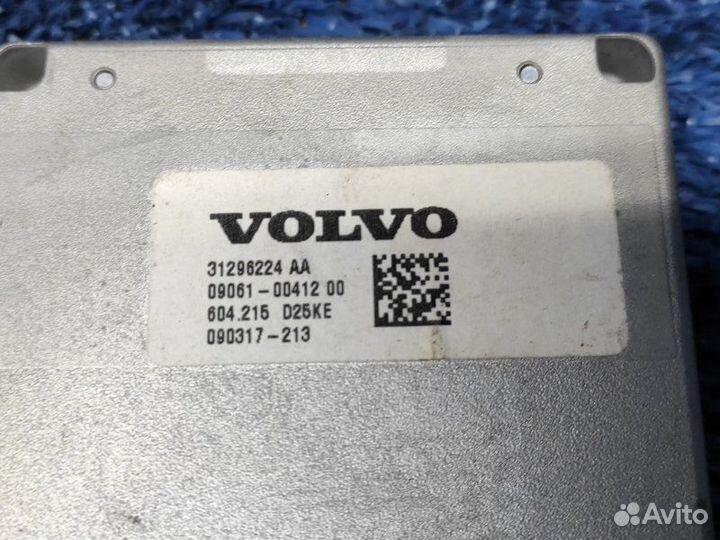 VOLVO
31296224 AA
09061-00412 00
604.215 D25KE
090317-213
Avito